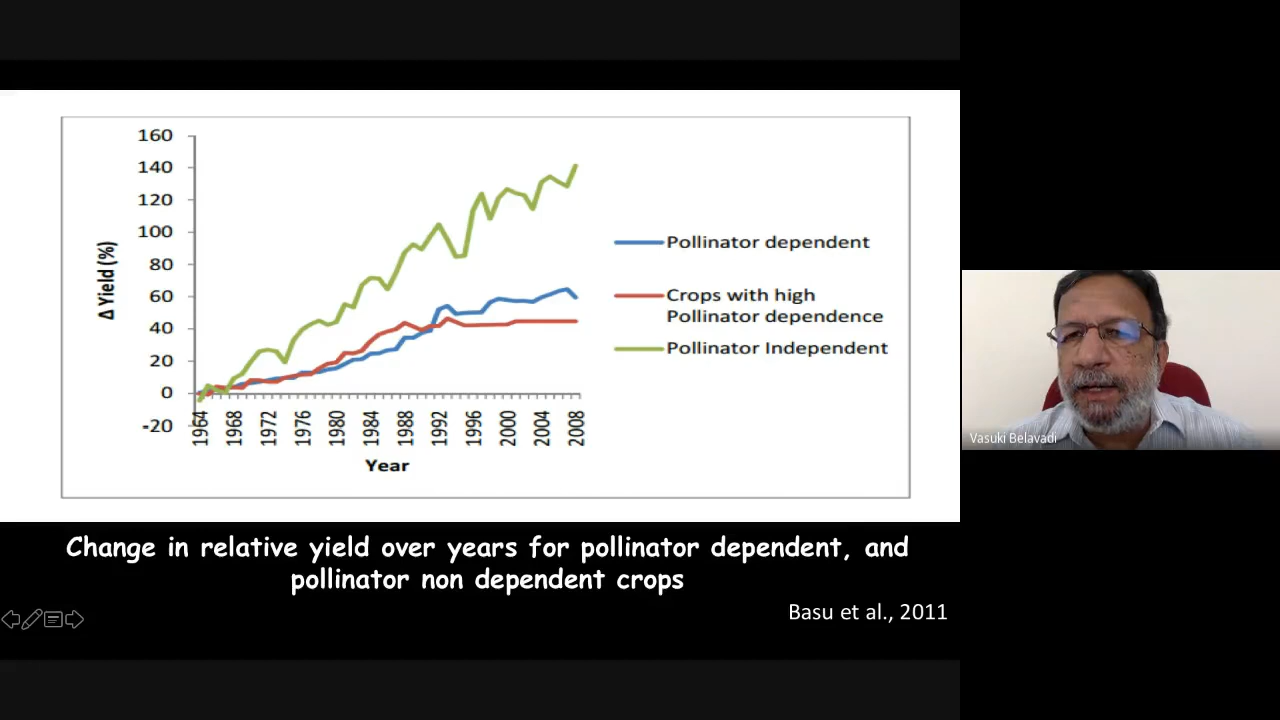 160
140
120
100
80
60
40
20
0
-20
Δ Yield (%)
1964
1968
1972
1976
1980
1984
1988
1992
1996
2000
2004
2008
Year
Pollinator dependent
Crops with high
Pollinator dependence
Pollinator Independent
Change in relative yield over years for pollinator dependent, and
pollinator non dependent crops
Basu et al., 2011
Vasuki Belavadi